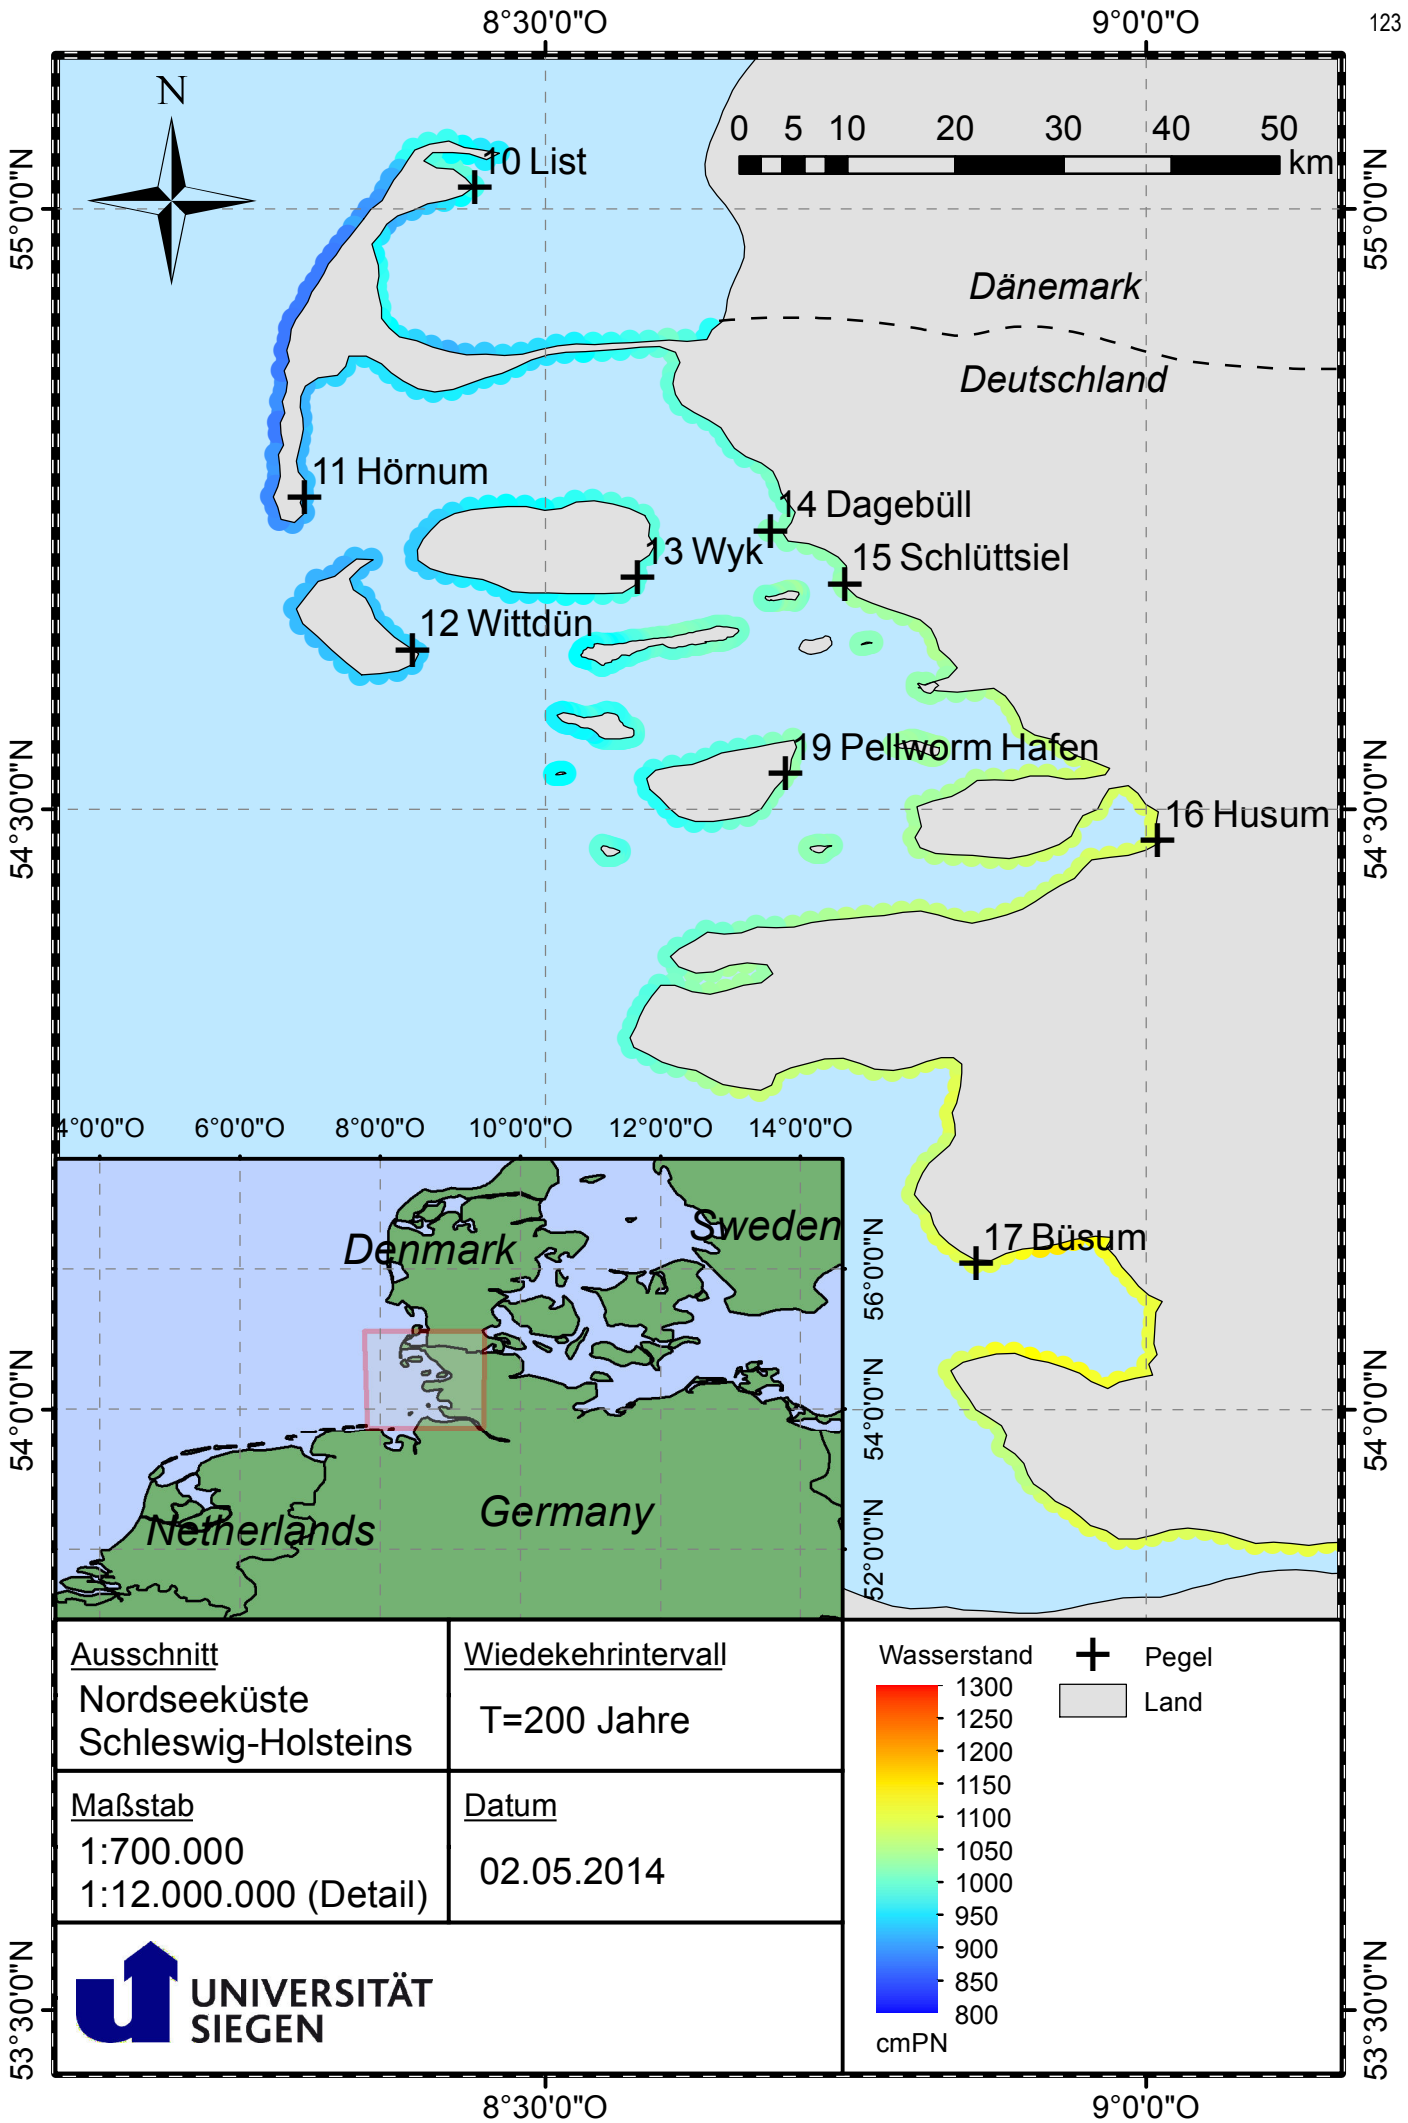 8°30'0"O
9°0'0"O
123
N
0 5 10 20 30 40 50 km
10 List
55°0'0"N
55°0'0"N
Dänemark
Deutschland
11 Hörnum
14 Dagebüll
13 Wyk
15 Schlüttsiel
12 Wittdün
19 Pellworm Hafen
54°30'0"N
54°30'0"N
16 Husum
4°0'0"O 6°0'0"O 8°0'0"O 10°0'0"O 12°0'0"O 14°0'0"O
17 Büsum
Sweden
Denmark
56°0'0"N
54°0'0"N
54°0'0"N
54°0'0"N
Germany
Netherlands
52°0'0"N
Ausschnitt
Nordseeküste
Schleswig-Holsteins
Wiedekehrintervall
T=200 Jahre
Maßstab
1:700.000
1:12.000.000 (Detail)
Datum
02.05.2014
UNIVERSITÄT
SIEGEN
Wasserstand
1300
1250
1200
1150
1100
1050
1000
950
900
850
800
cmPN
Pegel
Land
53°30'0"N
53°30'0"N
8°30'0"O
9°0'0"O